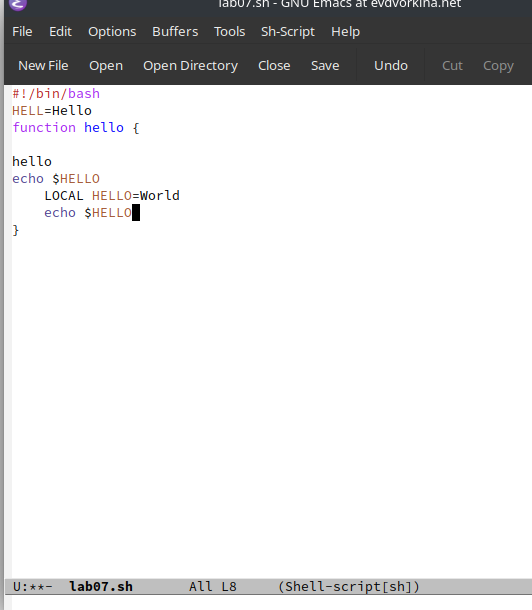 lab07.sh - GNU Emacs at evdvorkina.net
File Edit Options Buffers Tools Sh-Script Help
New File Open Open Directory Close Save Undo Cut Copy
#!/bin/bash
HELL=Hello
function hello {
hello
echo $HELLO
    LOCAL HELLO=World
    echo $HELLO
}
U:**-  lab07.sh       All L8     (Shell-script[sh])